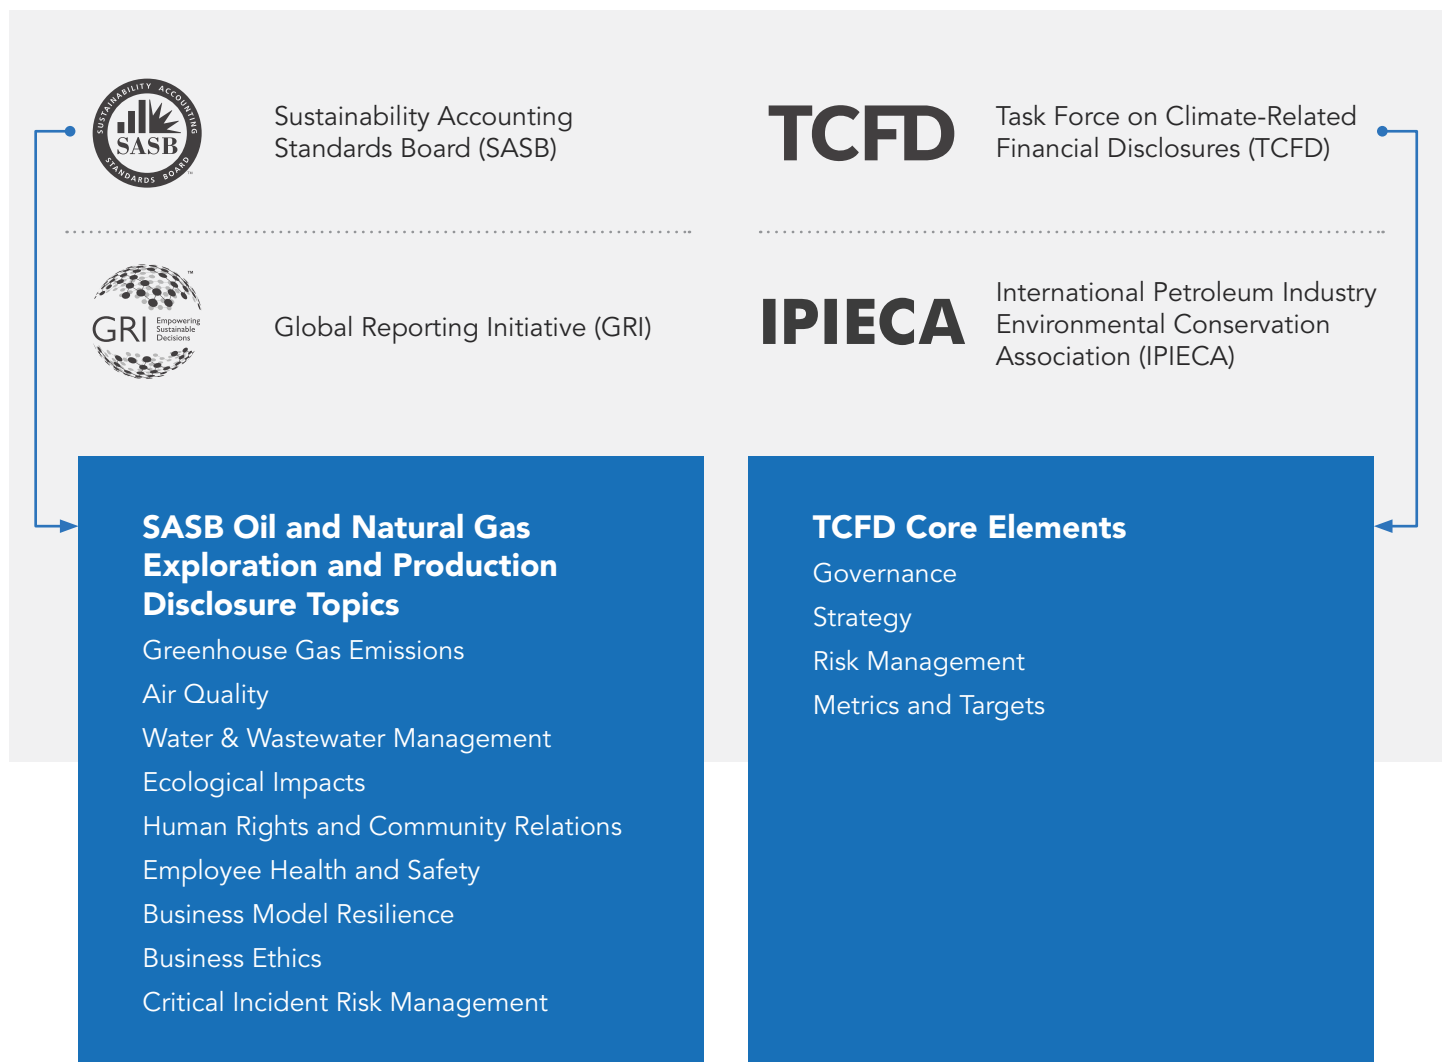 SUSTAINABILITY ACCOUNTING
SASB
STANDARDS BOARD
™
Sustainability Accounting
Standards Board (SASB)
TCFD
Task Force on Climate-Related
Financial Disclosures (TCFD)
™
GRI
Empowering
Sustainable
Decisions
Global Reporting Initiative (GRI)
IPIECA
International Petroleum Industry
Environmental Conservation
Association (IPIECA)
SASB Oil and Natural Gas
Exploration and Production
Disclosure Topics
Greenhouse Gas Emissions
Air Quality
Water & Wastewater Management
Ecological Impacts
Human Rights and Community Relations
Employee Health and Safety
Business Model Resilience
Business Ethics
Critical Incident Risk Management
TCFD Core Elements
Governance
Strategy
Risk Management
Metrics and Targets